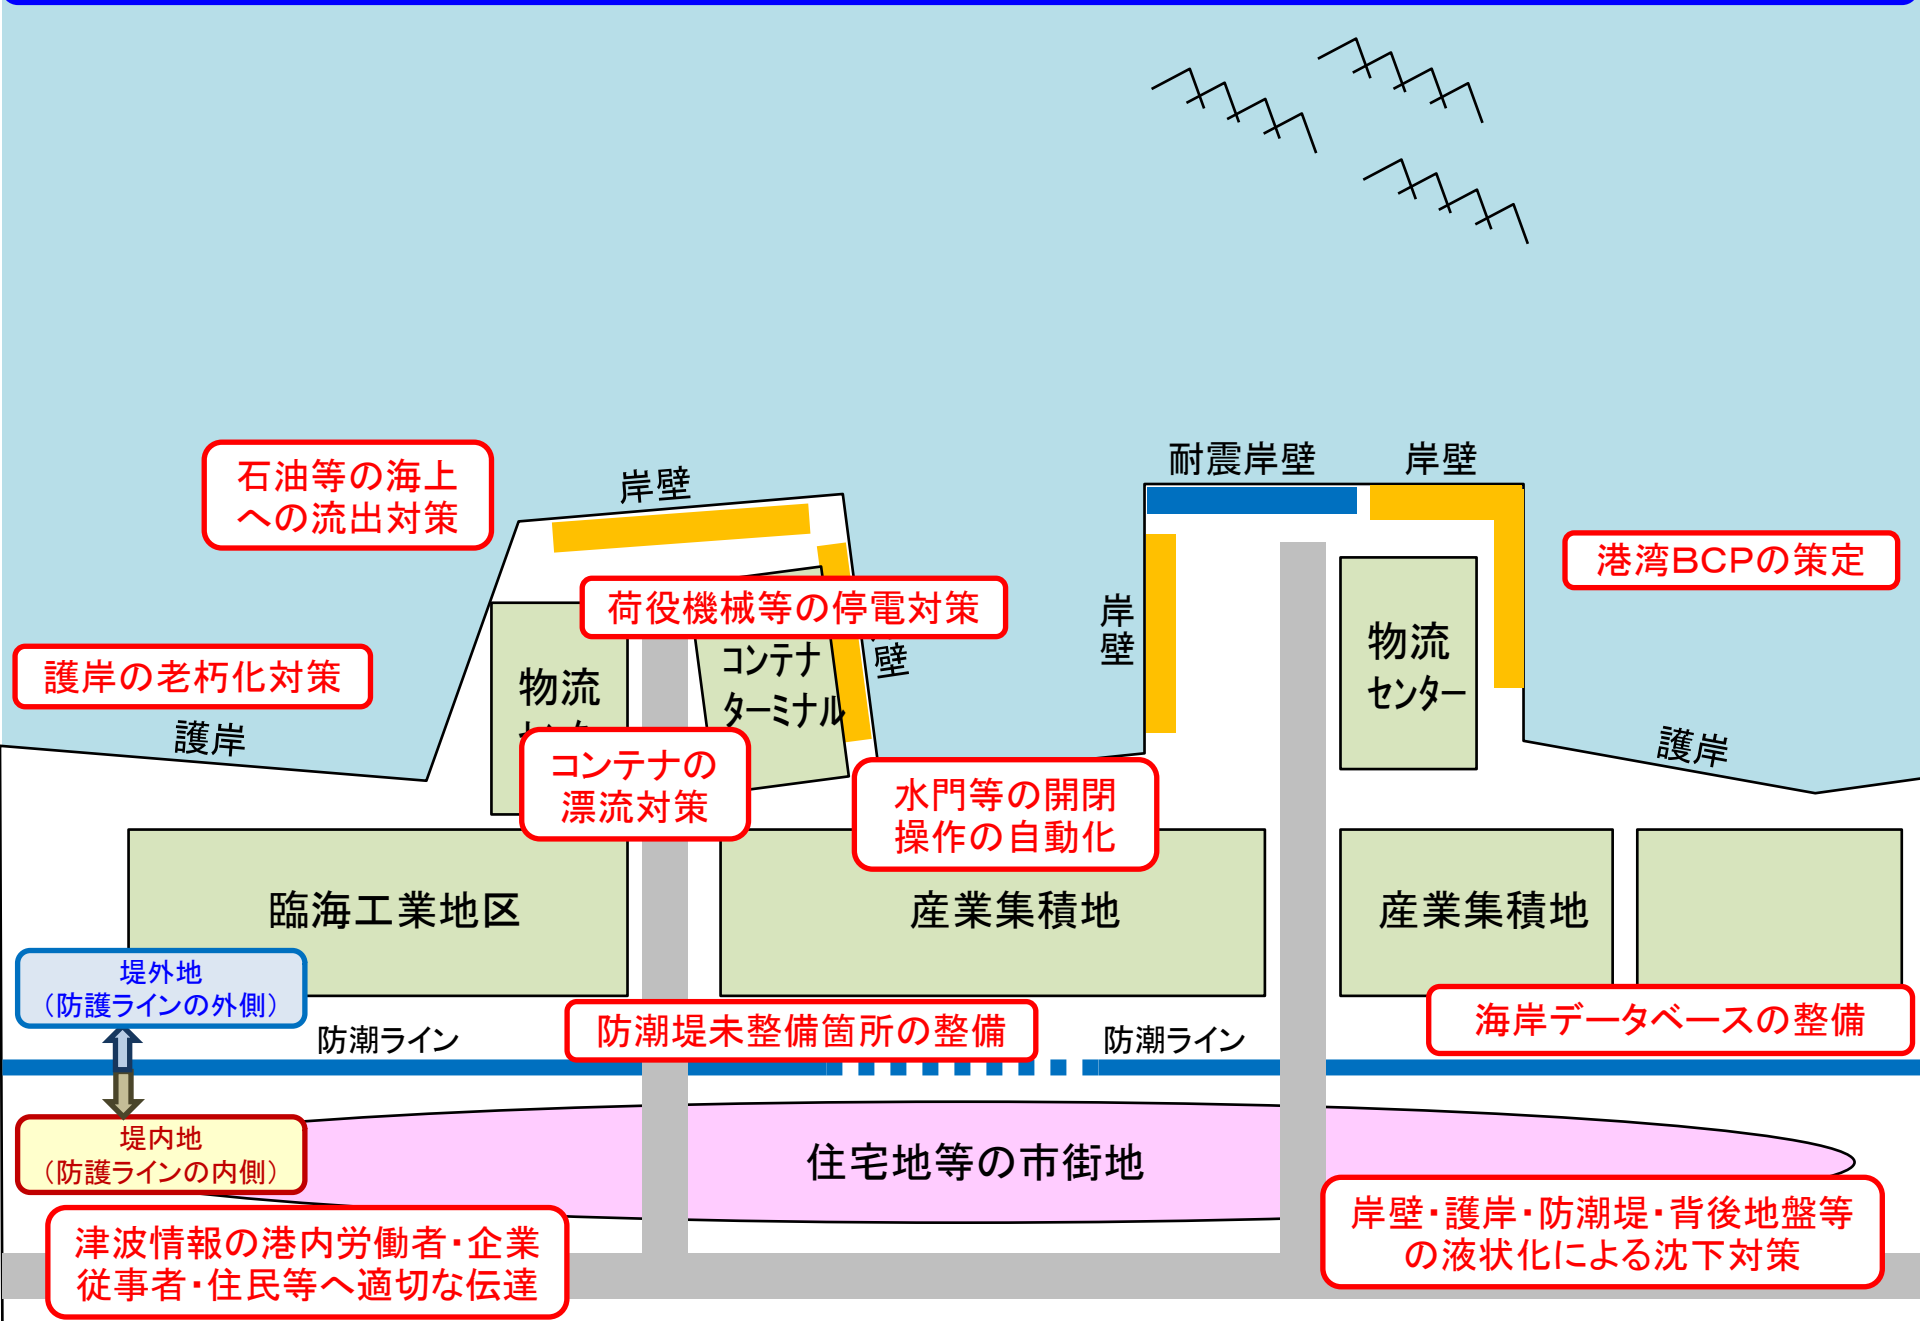 耐震岸壁
岸壁
石油等の海上
への流出対策
岸壁
港湾BCPの策定
荷役機械等の停電対策
岸壁
物流
センター
護岸の老朽化対策
物流
コンテナ
ターミナル
壁
護岸
護岸
コンテナの
漂流対策
水門等の開閉
操作の自動化
臨海工業地区
産業集積地
産業集積地
堤外地
（防護ラインの外側）
防潮ライン
防潮堤未整備箇所の整備
防潮ライン
海岸データベースの整備
堤内地
（防護ラインの内側）
住宅地等の市街地
津波情報の港内労働者・企業
従事者・住民等へ適切な伝達
岸壁・護岸・防潮堤・背後地盤等
の液状化による沈下対策